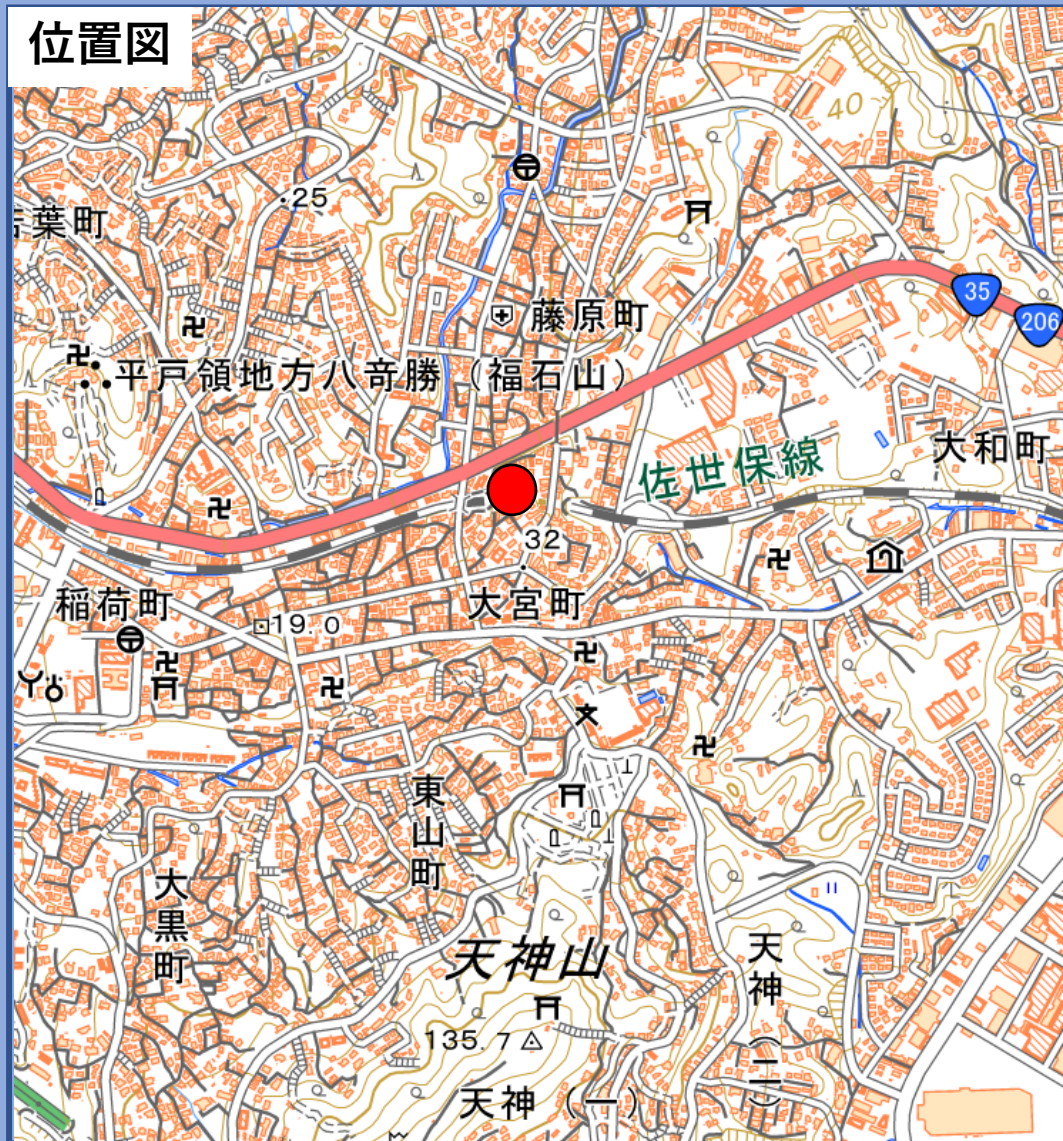 位置図
40
25
葉町
藤原町
35
206
平戸領地方八奇勝（福石山）
大和町
佐世保線
32
稲荷町
大宮町
19.0
東山町
大黒町
天神山
天神（二）
135.7
天神（一）